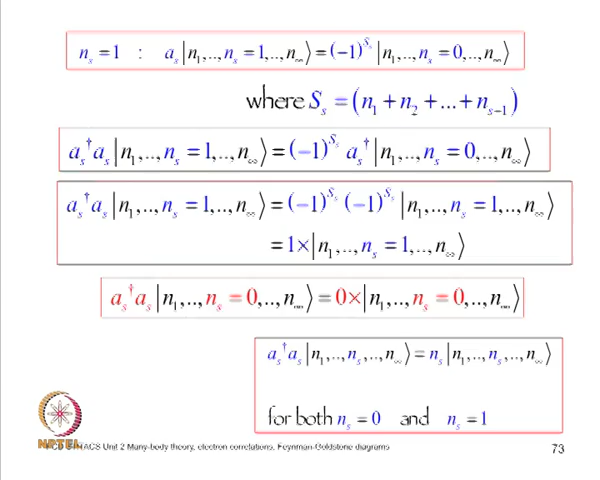 n_s = 1 : a_s |n_1,..,n_s = 1,..,n_∞⟩ = (−1)^{S_s} |n_1,..,n_s = 0,..,n_∞⟩
where S_s = (n_1 + n_2 + ... + n_{s−1})
a_s†a_s |n_1,..,n_s = 1,..,n_∞⟩ = (−1)^{S_s} a_s† |n_1,..,n_s = 0,..,n_∞⟩
a_s†a_s |n_1,..,n_s = 1,..,n_∞⟩ = (−1)^{S_s} (−1)^{S_s} |n_1,..,n_s = 1,..,n_∞⟩
= 1×|n_1,..,n_s = 1,..,n_∞⟩
a_s†a_s |n_1,..,n_s = 0,..,n_∞⟩ = 0×|n_1,..,n_s = 0,..,n_∞⟩
a_s†a_s |n_1,..,n_s,..,n_∞⟩ = n_s |n_1,..,n_s,..,n_∞⟩
for both n_s = 0 and n_s = 1
NPTEL
PCD STiTACS Unit 2 Many-body theory, electron correlations, Feynman-Goldstone diagrams
73